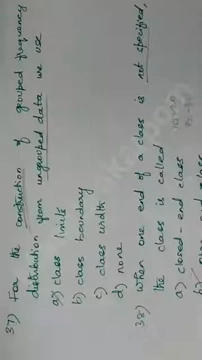 37) For the construction of grouped frequency
distribution from ungrouped data we use
a) class limits
b) class boundary
c) class width
d) none
38) When one end of a class is not specified,
the class is called
a) closed-end class
b)